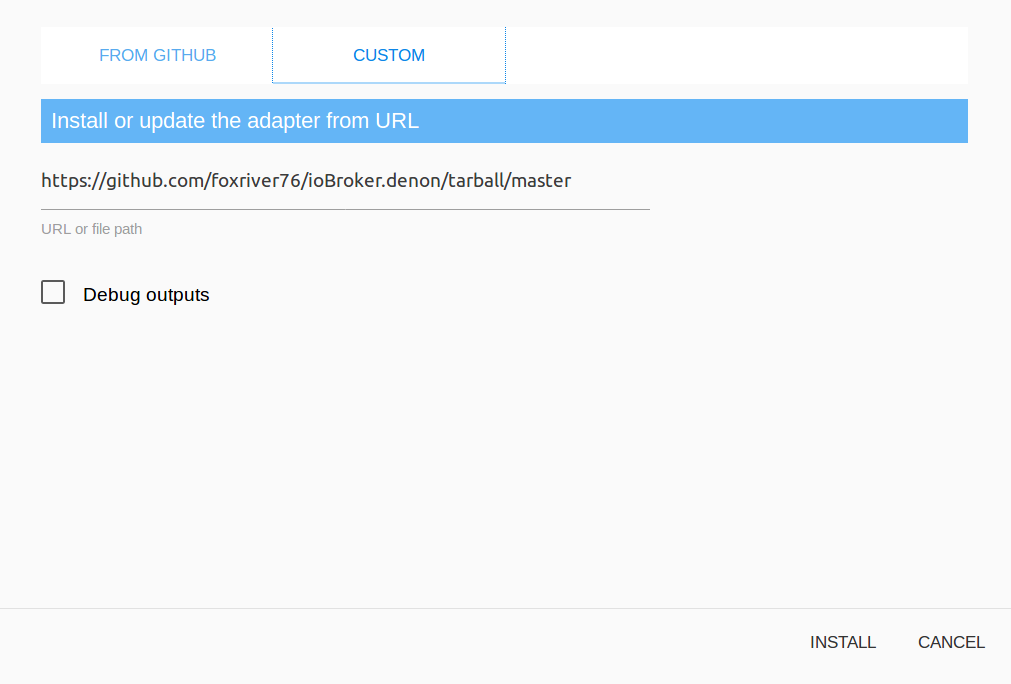 FROM GITHUB CUSTOM
Install or update the adapter from URL
https://github.com/foxriver76/ioBroker.denon/tarball/master
URL or file path
Debug outputs
INSTALL CANCEL